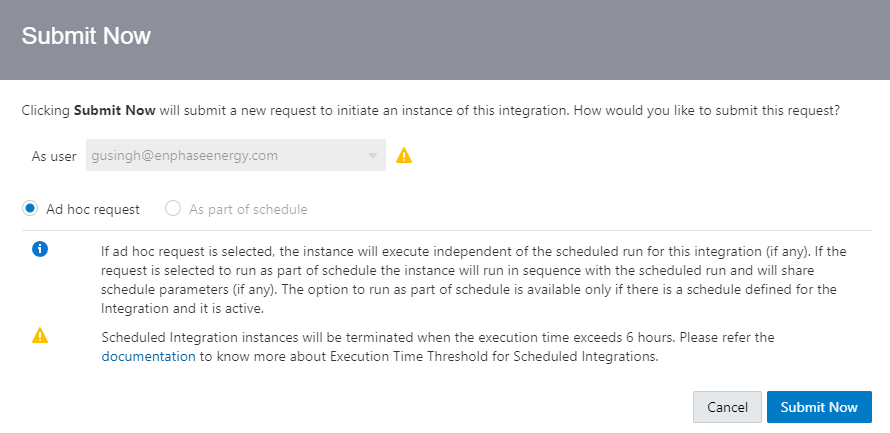 Submit Now
Clicking Submit Now will submit a new request to initiate an instance of this integration. How would you like to submit this request?
As user gusingh@enphaseenergy.com
Ad hoc request As part of schedule
If ad hoc request is selected, the instance will execute independent of the scheduled run for this integration (if any). If the
request is selected to run as part of schedule the instance will run in sequence with the scheduled run and will share
schedule parameters (if any). The option to run as part of schedule is available only if there is a schedule defined for the
Integration and it is active.
Scheduled Integration instances will be terminated when the execution time exceeds 6 hours. Please refer the
documentation to know more about Execution Time Threshold for Scheduled Integrations.
Cancel Submit Now